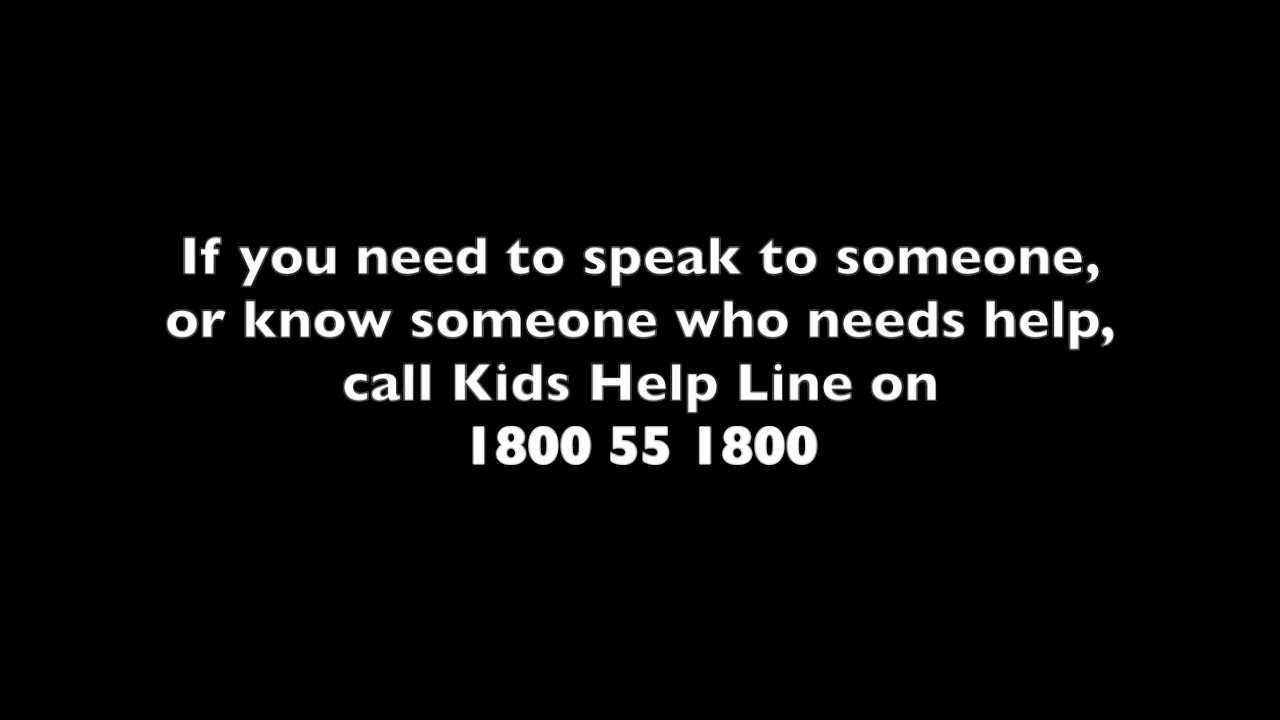 If you need to speak to someone,
or know someone who needs help,
call Kids Help Line on
1800 55 1800